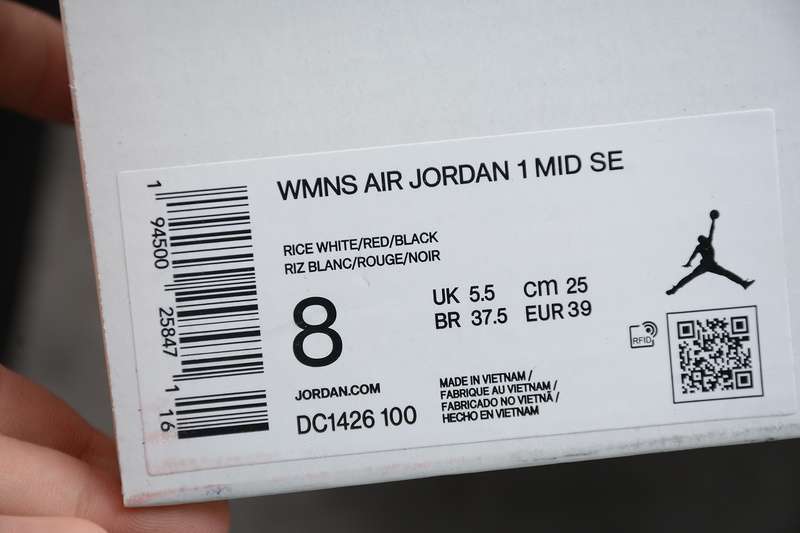 WMNS AIR JORDAN 1 MID SE
RICE WHITE/RED/BLACK
RIZ BLANC/ROUGE/NOIR
8
UK 5.5 cm 25
BR 37.5 EUR 39
RFID
JORDAN.COM
DC1426 100
MADE IN VIETNAM /
FABRIQUE AU VIETNAM /
FABRICADO NO VIETNÃ /
HECHO EN VIETNAM
1 94500 25847 1 16